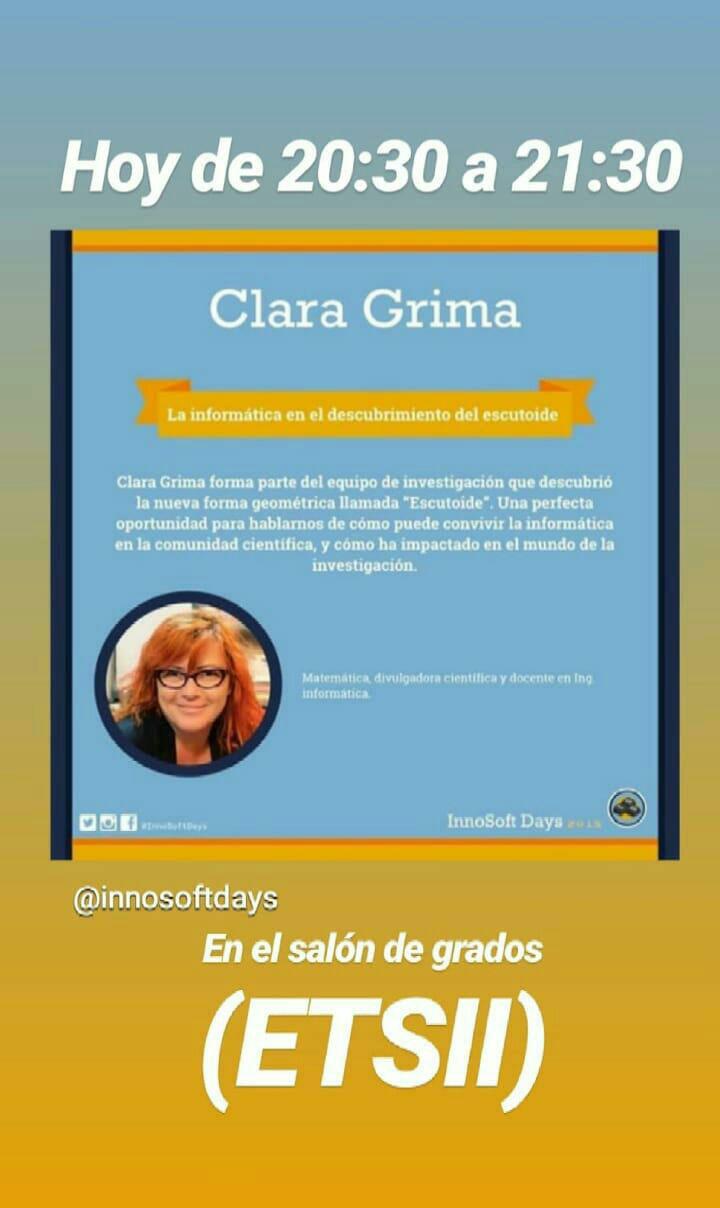 Hoy de 20:30 a 21:30
Clara Grima
La informática en el descubrimiento del escutoide
Clara Grima forma parte del equipo de investigación que descubrió
la nueva forma geométrica llamada "Escutoide". Una perfecta
oportunidad para hablarnos de cómo puede convivir la informática
en la comunidad científica, y cómo ha impactado en el mundo de la
investigación.
Matemática, divulgadora científica y docente en Ing.
informática.
#InnoSoftDays
InnoSoft Days 2018
@innosoftdays
En el salón de grados
(ETSII)